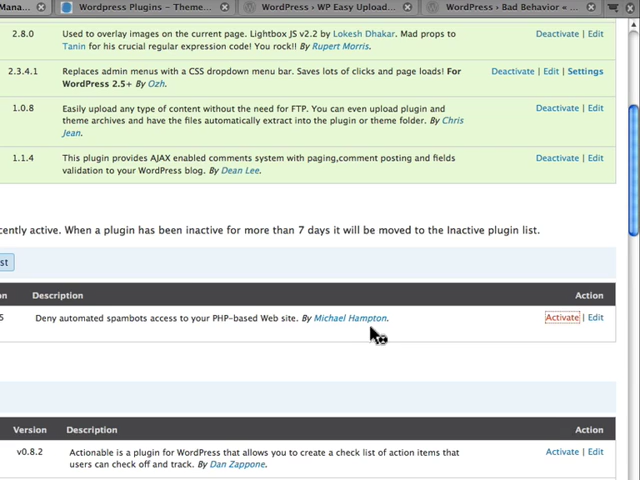 Mana... Wordpress Plugins – Theme... WordPress › WP Easy Upload... WordPress › Bad Behavior « ...
2.8.0 Used to overlay images on the current page. Lightbox JS v2.2 by Lokesh Dhakar. Mad props to Deactivate | Edit
Tanin for his crucial regular expression code! You rock!! By Rupert Morris.
2.3.4.1 Replaces admin menus with a CSS dropdown menu bar. Saves lots of clicks and page loads! For Deactivate | Edit | Settings
WordPress 2.5+ By Ozh.
1.0.8 Easily upload any type of content without the need for FTP. You can even upload plugin and Deactivate | Edit
theme archives and have the files automatically extract into the plugin or theme folder. By Chris
Jean.
1.1.4 This plugin provides AJAX enabled comments system with paging,comment posting and fields Deactivate | Edit
validation to your WordPress blog. By Dean Lee.
cently active. When a plugin has been inactive for more than 7 days it will be moved to the Inactive plugin list.
st
on Description Action
5 Deny automated spambots access to your PHP-based Web site. By Michael Hampton. Activate | Edit
Version Description Action
v0.8.2 Actionable is a plugin for WordPress that allows you to create a check list of action items that Activate | Edit
users can check off and track. By Dan Zappone.